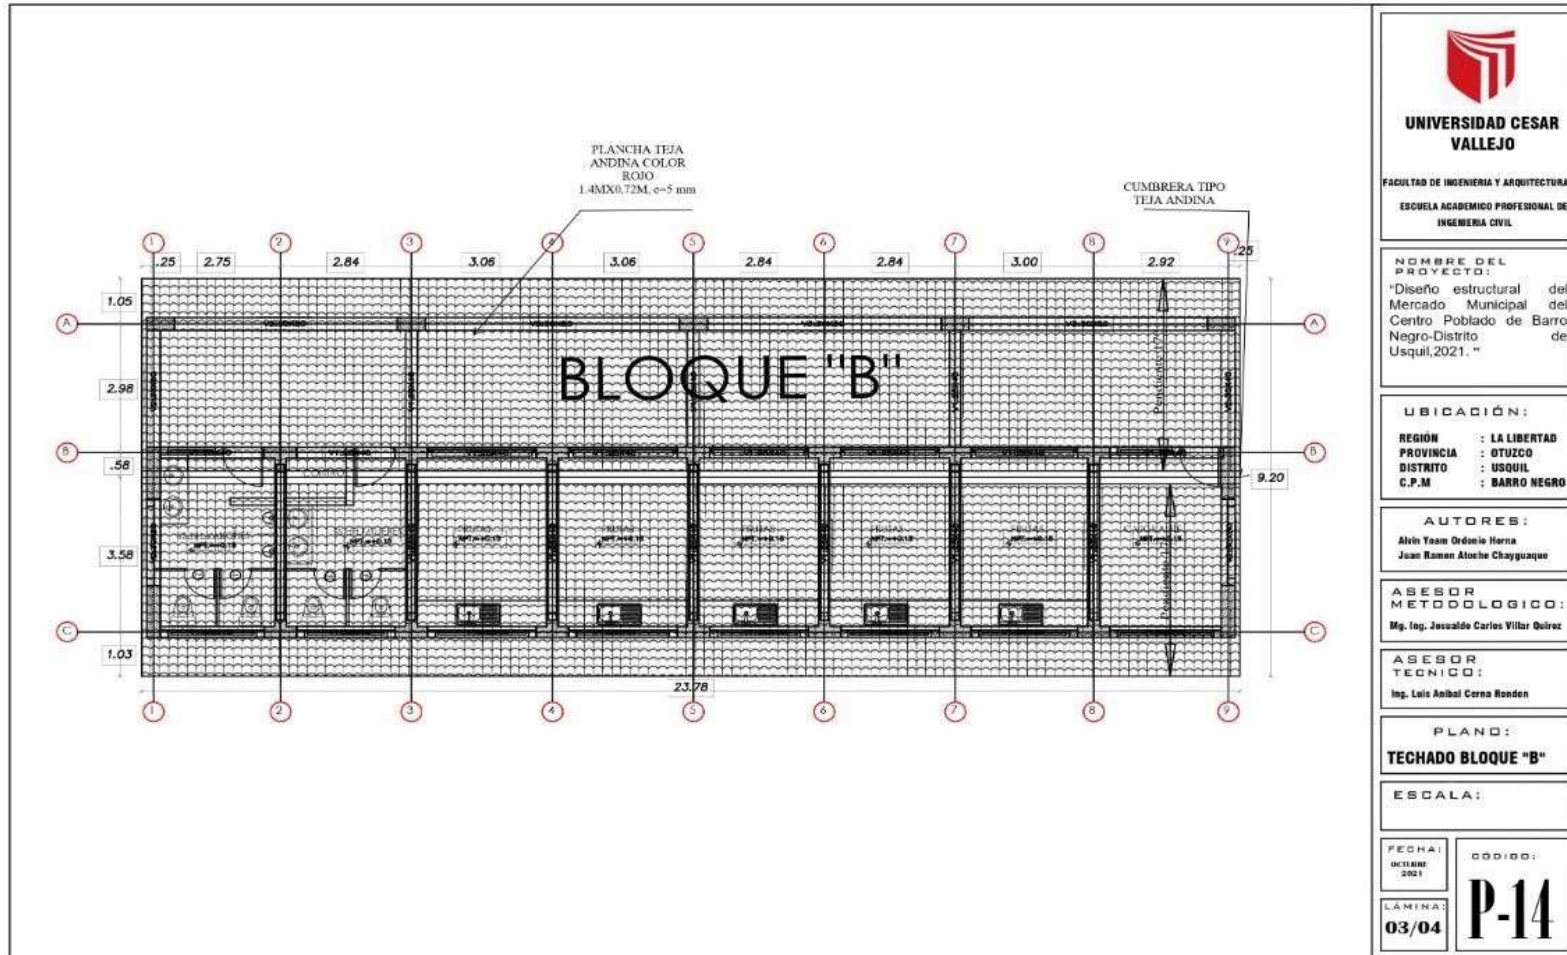 PLANCHA TEJA
ANDINA COLOR
ROJO
1.4MX0.72M, e=5 mm
CUMBRERA TIPO
TEJA ANDINA
1 2 3 4 5 6 7 8 9
.25 2.75 2.84 3.06 3.06 2.84 2.84 3.00 2.92 .25
1.05
A A
BLOQUE "B"
2.98
B B
.58
9.20
3.58
FRUTAS FRUTAS FRUTAS FRUTAS FRUTAS
C C
1.03
23.78
1 2 3 4 5 6 7 8 9
UNIVERSIDAD CESAR
VALLEJO
FACULTAD DE INGENIERIA Y ARQUITECTURA
ESCUELA ACADEMICO PROFESIONAL DE
INGENIERIA CIVIL
NOMBRE DEL
PROYECTO:
"Diseño estructural del
Mercado Municipal del
Centro Poblado de Barro
Negro-Distrito de
Usquil,2021. "
UBICACIÓN:
REGIÓN : LA LIBERTAD
PROVINCIA : OTUZCO
DISTRITO : USQUIL
C.P.M : BARRO NEGRO
AUTORES:
Alvin Yoam Ordonio Horna
Juan Ramon Atoche Chayguaque
ASESOR
METODOLOGICO:
Mg. Ing. Josualdo Carlos Villar Quiroz
ASESOR
TECNICO:
Ing. Luis Anibal Cerna Rondon
PLANO:
TECHADO BLOQUE "B"
ESCALA:
FECHA:
OCTUBRE
2021
CODIGO:
P-14
LAMINA:
03/04